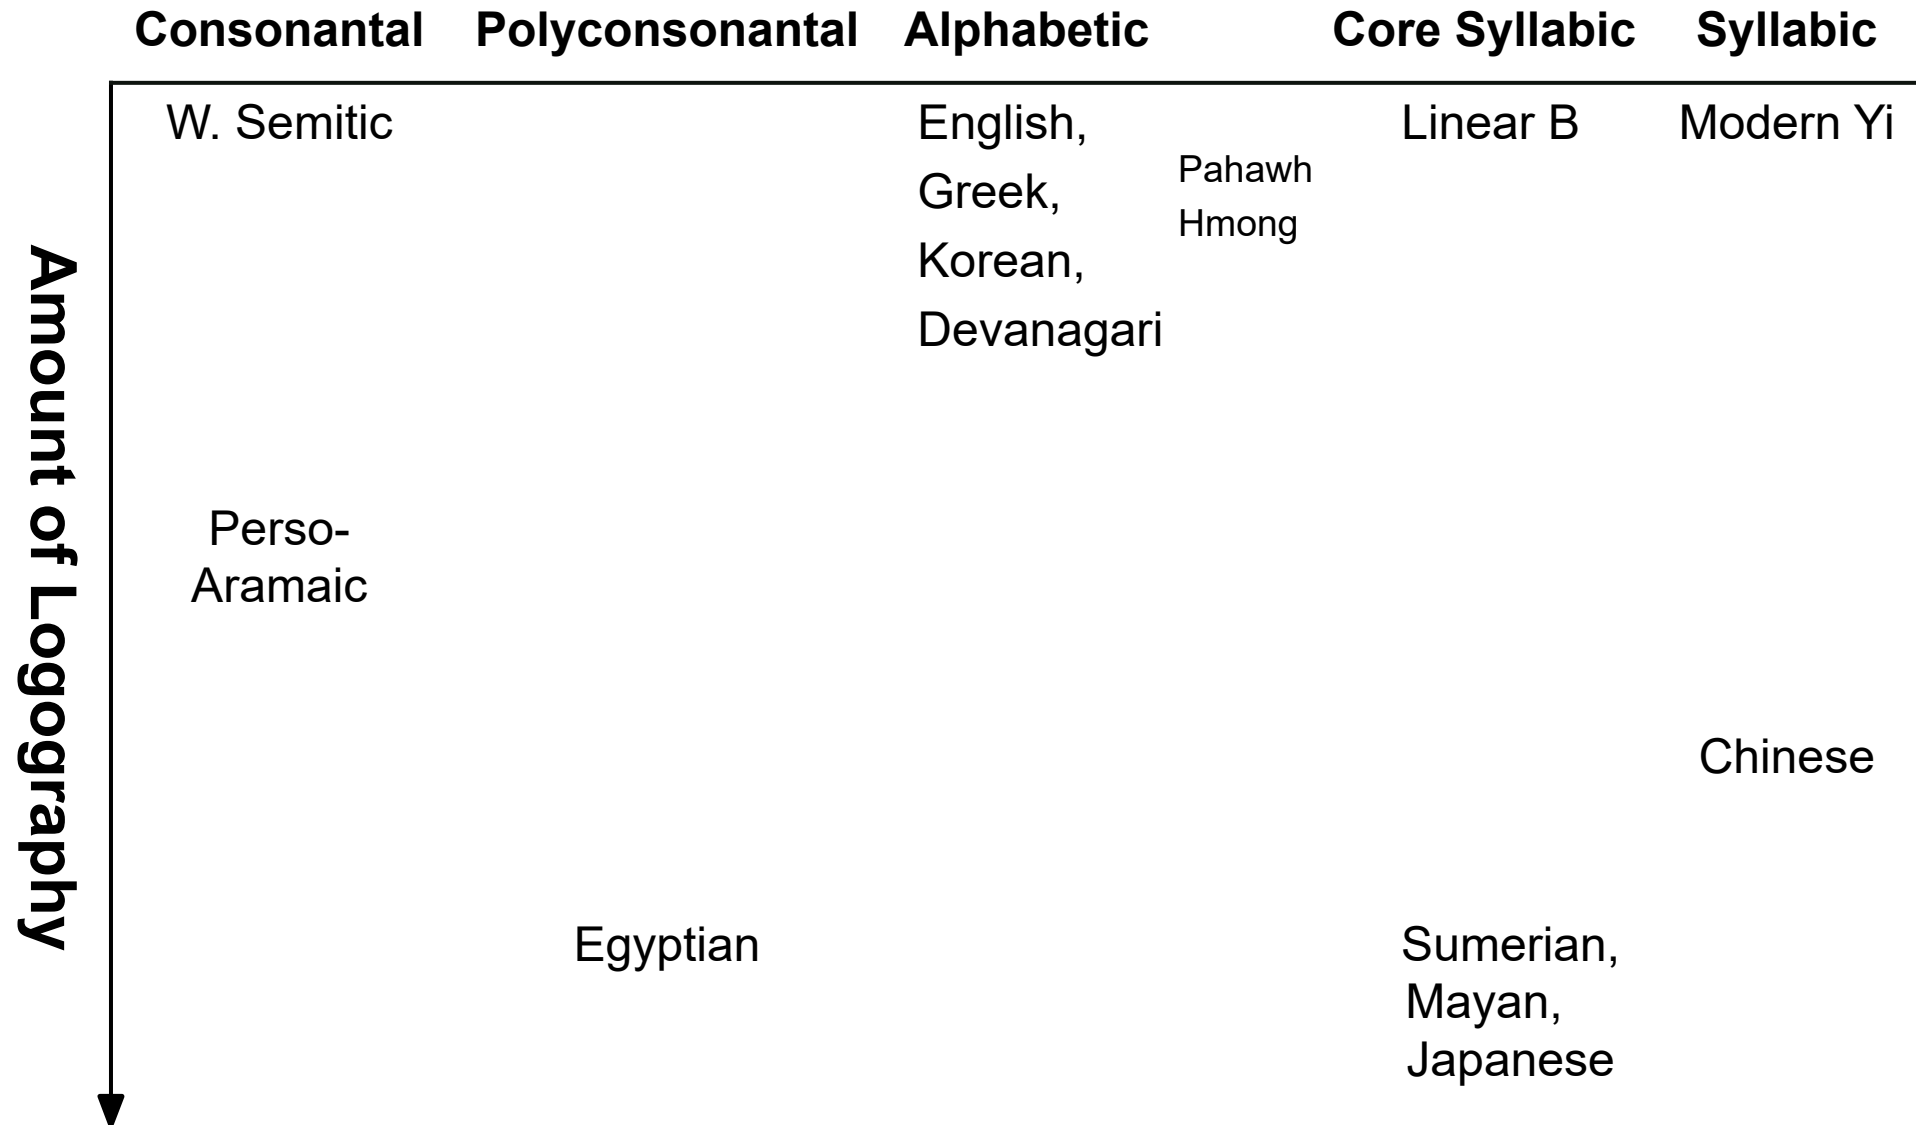 Consonantal Polyconsonantal Alphabetic Core Syllabic Syllabic
W. Semitic English, Linear B Modern Yi
Pahawh
Greek,
Hmong
Korean,
Devanagari
Amount of Logography
Perso-
Aramaic
Chinese
Egyptian Sumerian,
Mayan,
Japanese